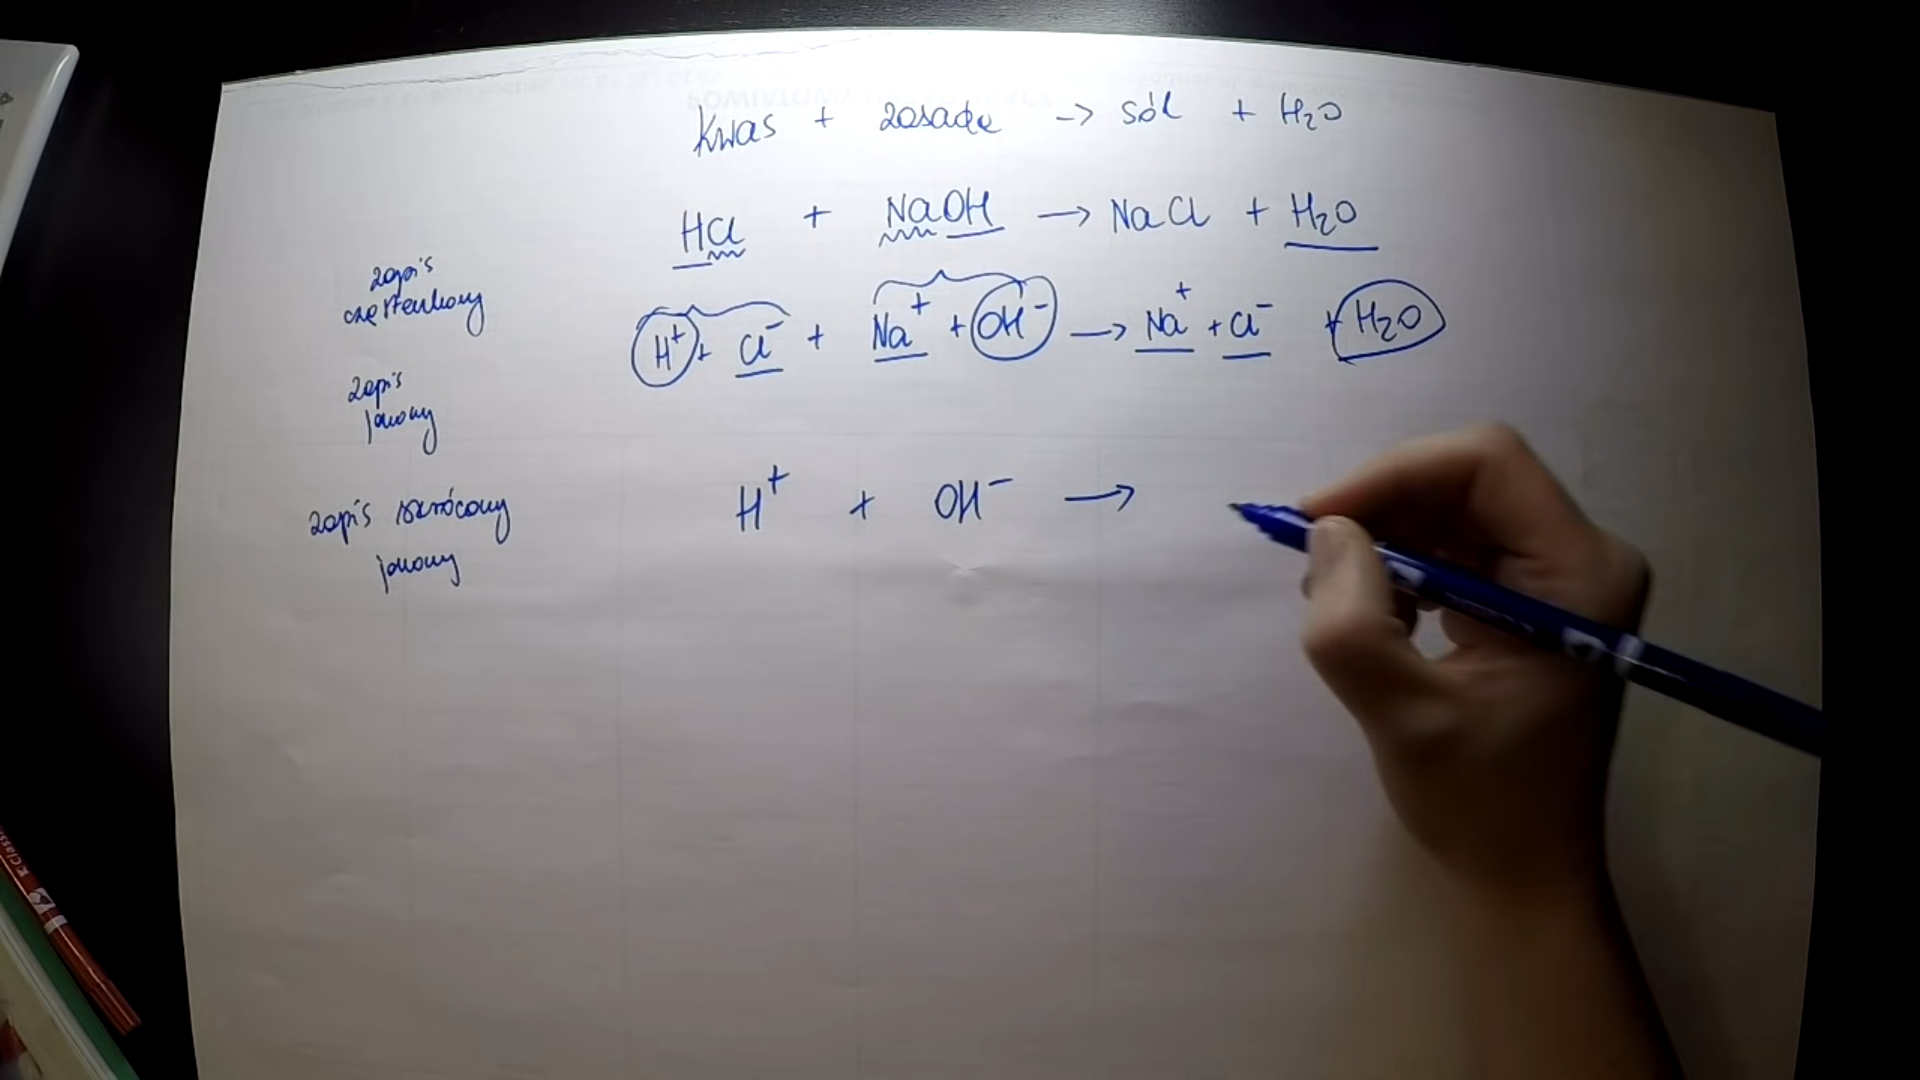 Kwas + zasada → sól + H₂O
HCl + NaOH → NaCl + H₂O
zapis
cząsteczkowy
H⁺ + Cl⁻ + Na⁺ + OH⁻ → Na⁺ + Cl⁻ + H₂O
zapis
jonowy
H⁺ + OH⁻ →
zapis skrócony
jonowy